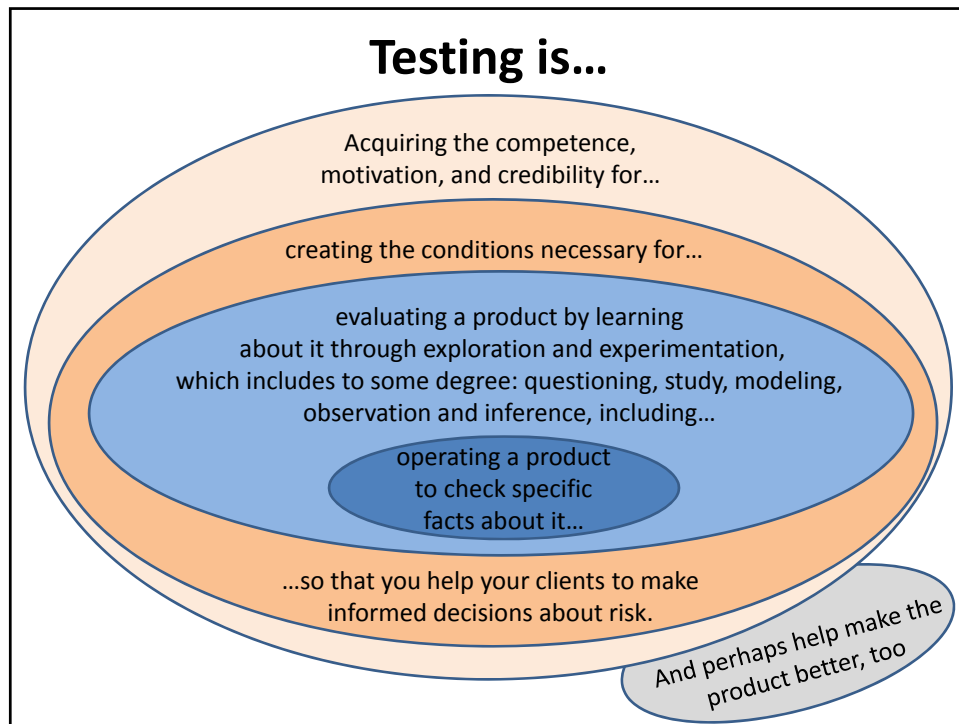 Testing is…
Acquiring the competence,
motivation, and credibility for…
creating the conditions necessary for…
evaluating a product by learning
about it through exploration and experimentation,
which includes to some degree: questioning, study, modeling,
observation and inference, including…
operating a product
to check specific
facts about it…
…so that you help your clients to make
informed decisions about risk.
And perhaps help make the
product better, too